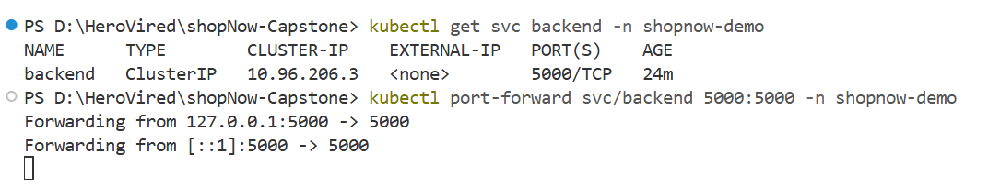 PS D:\HeroVired\shopNow-Capstone> kubectl get svc backend -n shopnow-demo
NAME TYPE CLUSTER-IP EXTERNAL-IP PORT(S) AGE
backend ClusterIP 10.96.206.3 <none> 5000/TCP 24m
PS D:\HeroVired\shopNow-Capstone> kubectl port-forward svc/backend 5000:5000 -n shopnow-demo
Forwarding from 127.0.0.1:5000 -> 5000
Forwarding from [::1]:5000 -> 5000